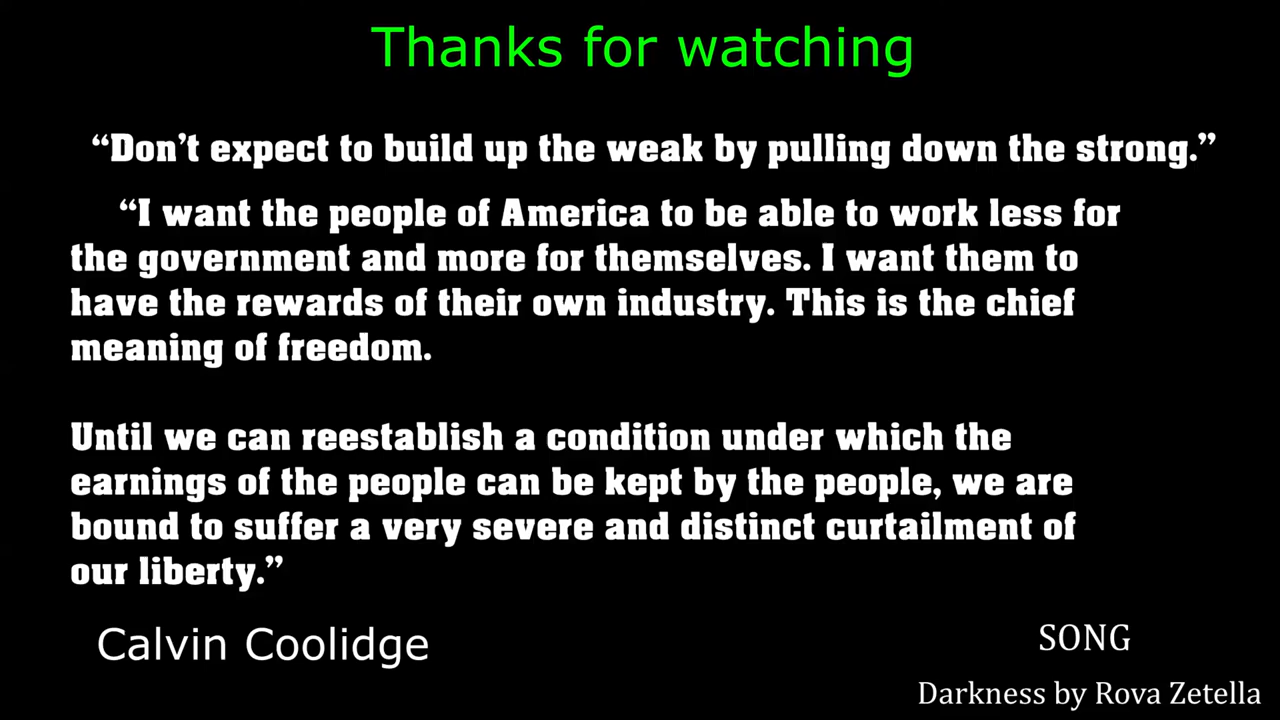 Thanks for watching
“Don’t expect to build up the weak by pulling down the strong.”
“I want the people of America to be able to work less for
the government and more for themselves. I want them to
have the rewards of their own industry. This is the chief
meaning of freedom.
Until we can reestablish a condition under which the
earnings of the people can be kept by the people, we are
bound to suffer a very severe and distinct curtailment of
our liberty.”
Calvin Coolidge
SONG
Darkness by Rova Zetella